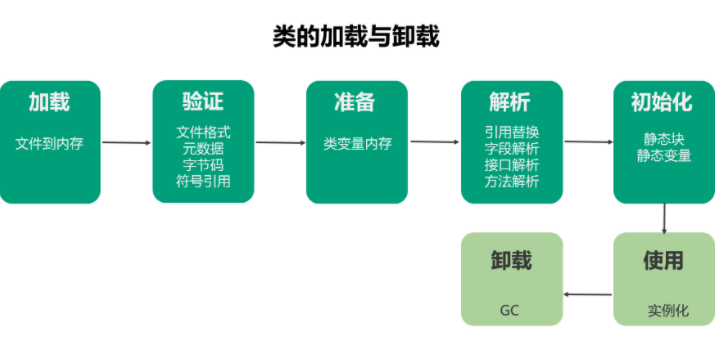 类的加载与卸载
加载
文件到内存
验证
文件格式
元数据
字节码
符号引用
准备
类变量内存
解析
引用替换
字段解析
接口解析
方法解析
初始化
静态块
静态变量
使用
实例化
卸载
GC